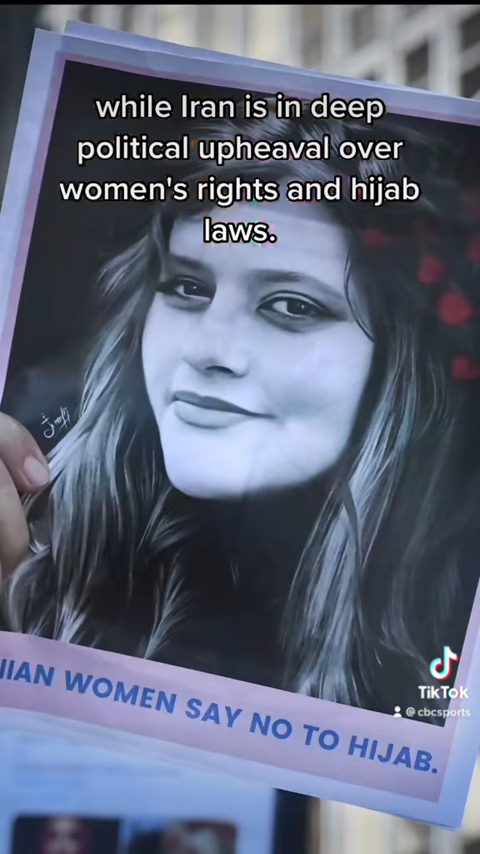 while Iran is in deep
political upheaval over
women's rights and hijab
laws.
NIAN WOMEN SAY NO TO HIJAB.
TikTok
@cbcsports